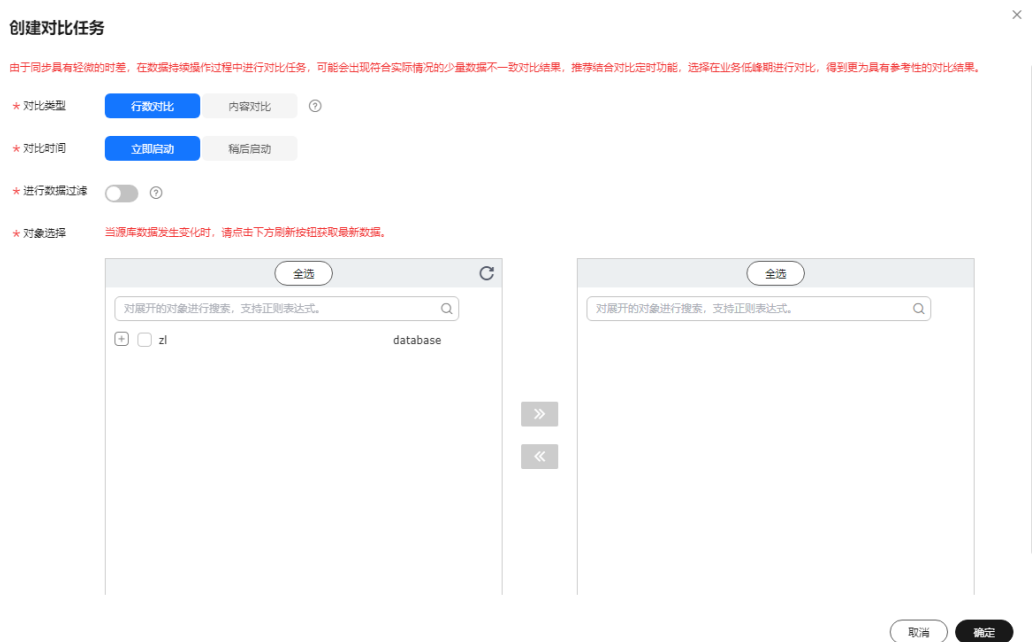 创建对比任务
由于同步具有轻微的时差，在数据持续操作过程中进行对比任务，可能会出现符合实际情况的少量数据不一致对比结果，推荐结合对比定时功能，选择在业务低峰期进行对比，得到更为具有参考性的对比结果。
* 对比类型 行数对比 内容对比
* 对比时间 立即启动 稍后启动
* 进行数据过滤
* 对象选择 当源库数据发生变化时，请点击下方刷新按钮获取最新数据。
全选 全选
对展开的对象进行搜索，支持正则表达式。 对展开的对象进行搜索，支持正则表达式。
zl database
取消 确定